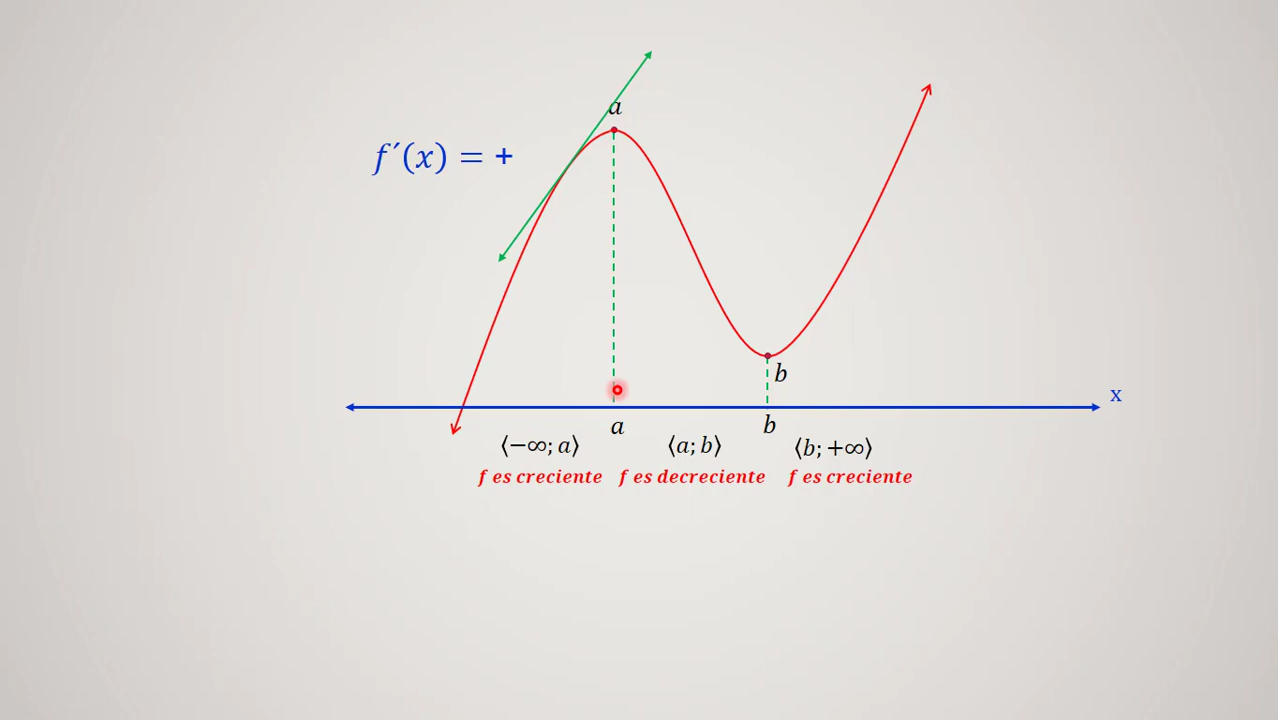 a
f´(x) = +
b
x
a
b
⟨−∞; a⟩
⟨a; b⟩
⟨b; +∞⟩
f es creciente
f es decreciente
f es creciente